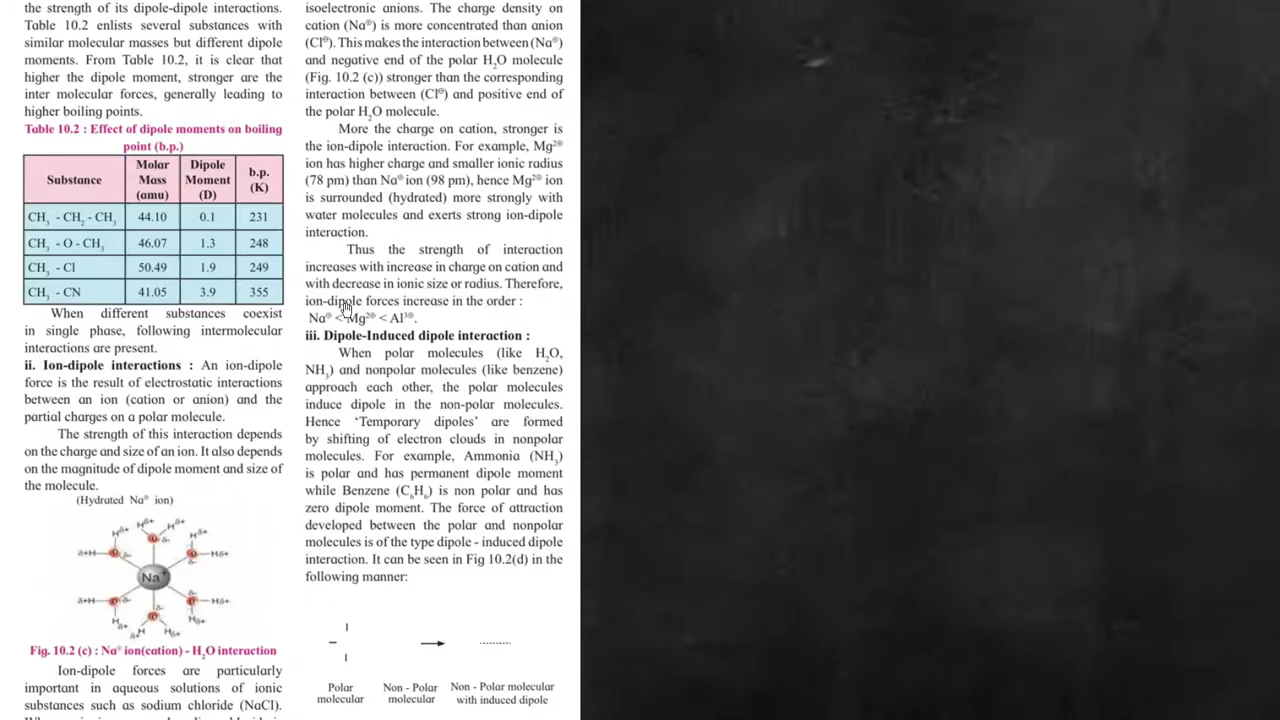 the strength of its dipole-dipole interactions.
Table 10.2 enlists several substances with
similar molecular masses but different dipole
moments. From Table 10.2, it is clear that
higher the dipole moment, stronger are the
inter molecular forces, generally leading to
higher boiling points.
Table 10.2 : Effect of dipole moments on boiling
point (b.p.)
Substance Molar Mass (amu) Dipole Moment (D) b.p. (K)
CH₃ - CH₂ - CH₃ 44.10 0.1 231
CH₃ - O - CH₃ 46.07 1.3 248
CH₃ - Cl 50.49 1.9 249
CH₃ - CN 41.05 3.9 355
When different substances coexist
in single phase, following intermolecular
interactions are present.
ii. Ion-dipole interactions : An ion-dipole
force is the result of electrostatic interactions
between an ion (cation or anion) and the
partial charges on a polar molecule.
The strength of this interaction depends
on the charge and size of an ion. It also depends
on the magnitude of dipole moment and size of
the molecule.
(Hydrated Na⊕ ion)
Na⁺
Fig. 10.2 (c) : Na⁺ ion(cation) - H₂O interaction
Ion-dipole forces are particularly
important in aqueous solutions of ionic
substances such as sodium chloride (NaCl).
isoelectronic anions. The charge density on
cation (Na⊕) is more concentrated than anion
(Cl⊖). This makes the interaction between (Na⊕)
and negative end of the polar H₂O molecule
(Fig. 10.2 (c)) stronger than the corresponding
interaction between (Cl⊖) and positive end of
the polar H₂O molecule.
More the charge on cation, stronger is
the ion-dipole interaction. For example, Mg²⊕
ion has higher charge and smaller ionic radius
(78 pm) than Na⊕ ion (98 pm), hence Mg²⊕ ion
is surrounded (hydrated) more strongly with
water molecules and exerts strong ion-dipole
interaction.
Thus the strength of interaction
increases with increase in charge on cation and
with decrease in ionic size or radius. Therefore,
ion-dipole forces increase in the order :
Na⊕ < Mg²⊕ < Al³⊕.
iii. Dipole-Induced dipole interaction :
When polar molecules (like H₂O,
NH₃) and nonpolar molecules (like benzene)
approach each other, the polar molecules
induce dipole in the non-polar molecules.
Hence ‘Temporary dipoles’ are formed
by shifting of electron clouds in nonpolar
molecules. For example, Ammonia (NH₃)
is polar and has permanent dipole moment
while Benzene (C₆H₆) is non polar and has
zero dipole moment. The force of attraction
developed between the polar and nonpolar
molecules is of the type dipole - induced dipole
interaction. It can be seen in Fig 10.2(d) in the
following manner:
Polar
molecular
Non - Polar
molecular
Non - Polar molecular
with induced dipole